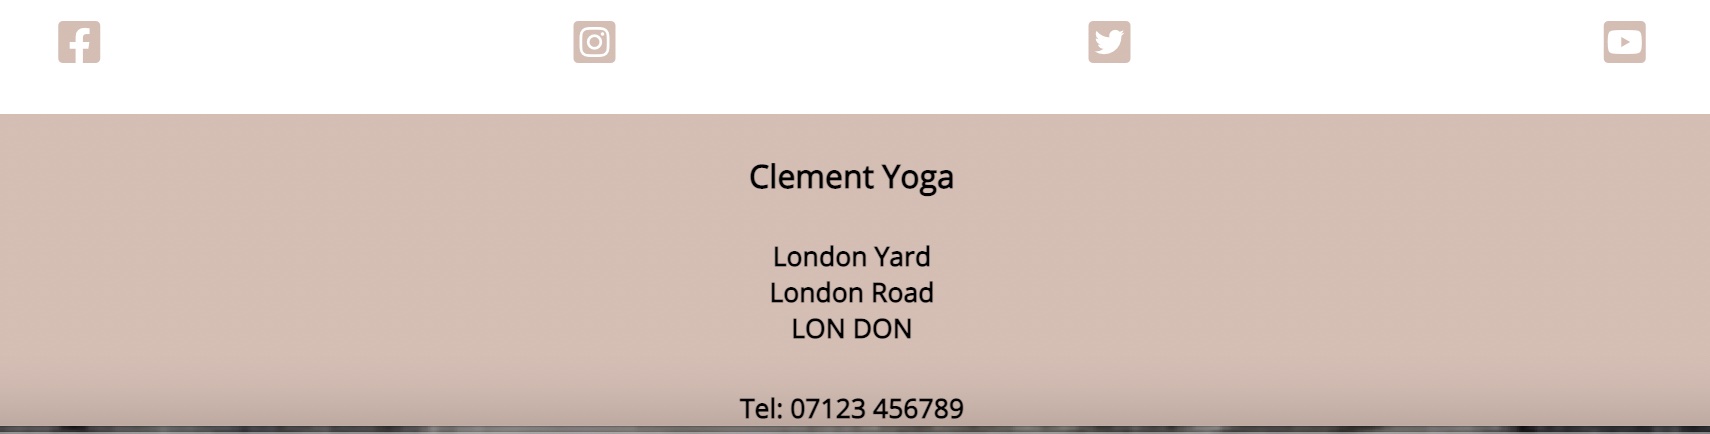 Clement Yoga
London Yard
London Road
LON DON
Tel: 07123 456789